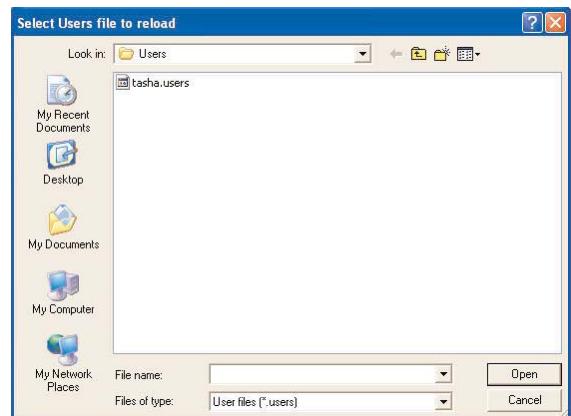 Select Users file to reload
Look in:
Users
tasha.users
My Recent
Documents
Desktop
My Documents
My Computer
My Network
Places
File name:
Open
Files of type:
User files (*.users)
Cancel